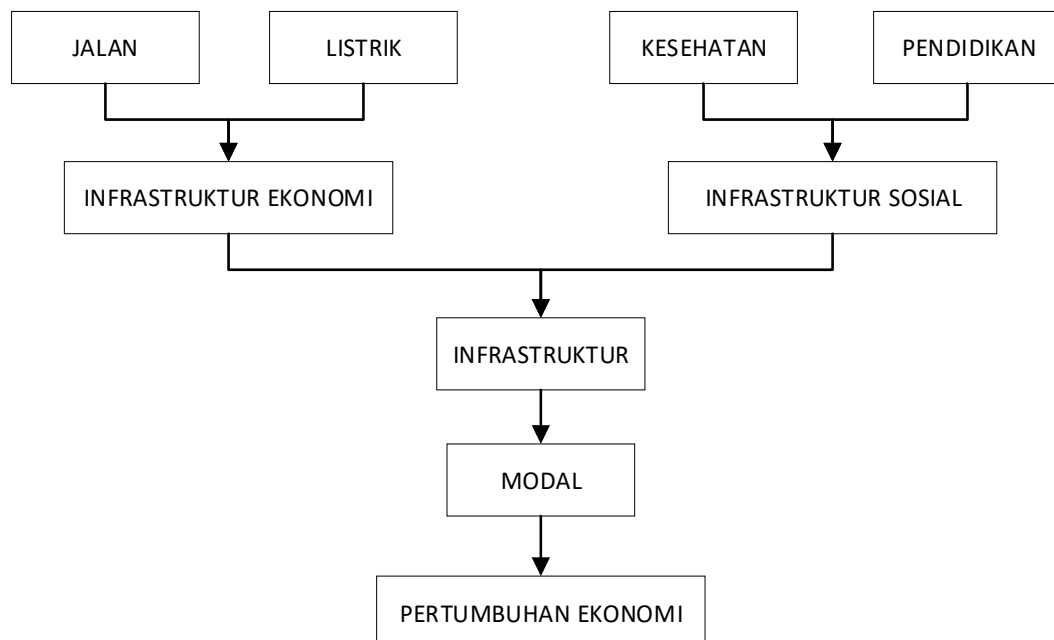 JALAN
LISTRIK
KESEHATAN
PENDIDIKAN
INFRASTRUKTUR EKONOMI
INFRASTRUKTUR SOSIAL
INFRASTRUKTUR
MODAL
PERTUMBUHAN EKONOMI